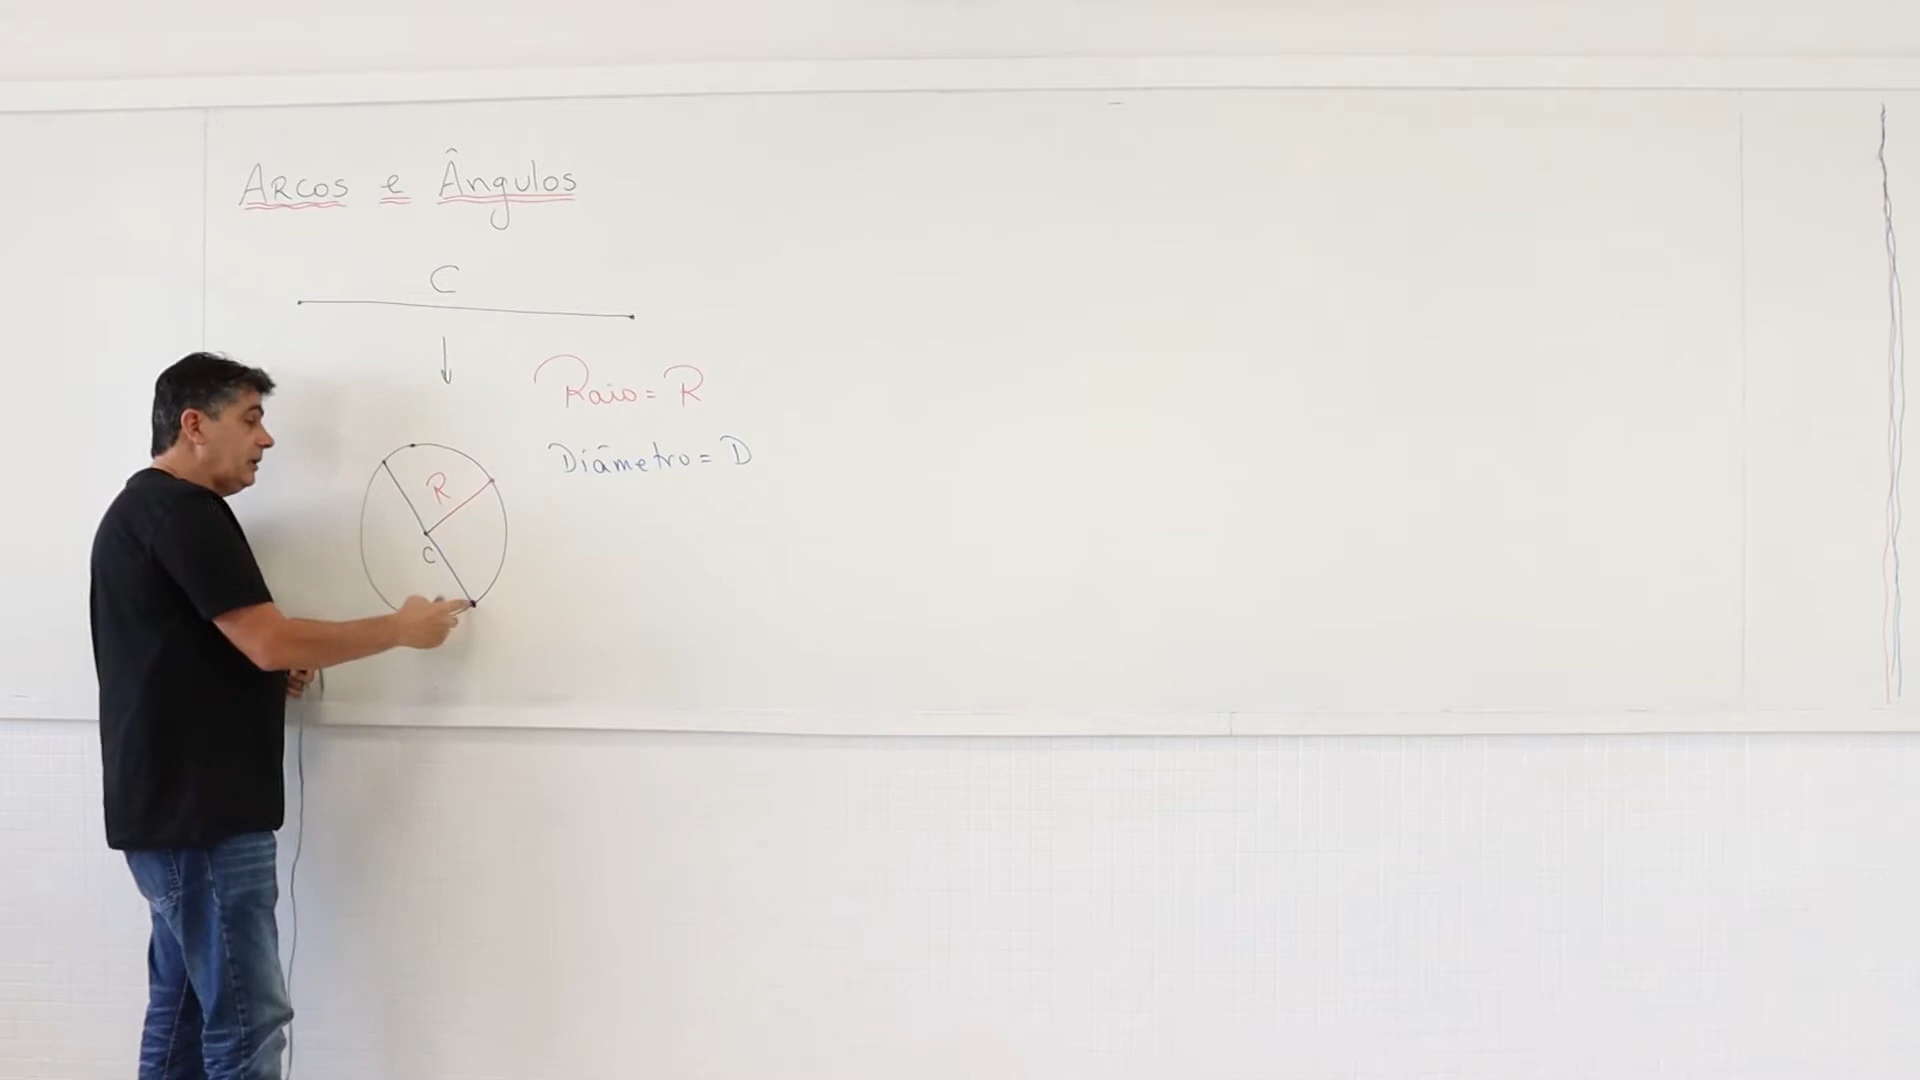 Arcos e Ângulos
C
Raio = R
Diâmetro = D
R
C